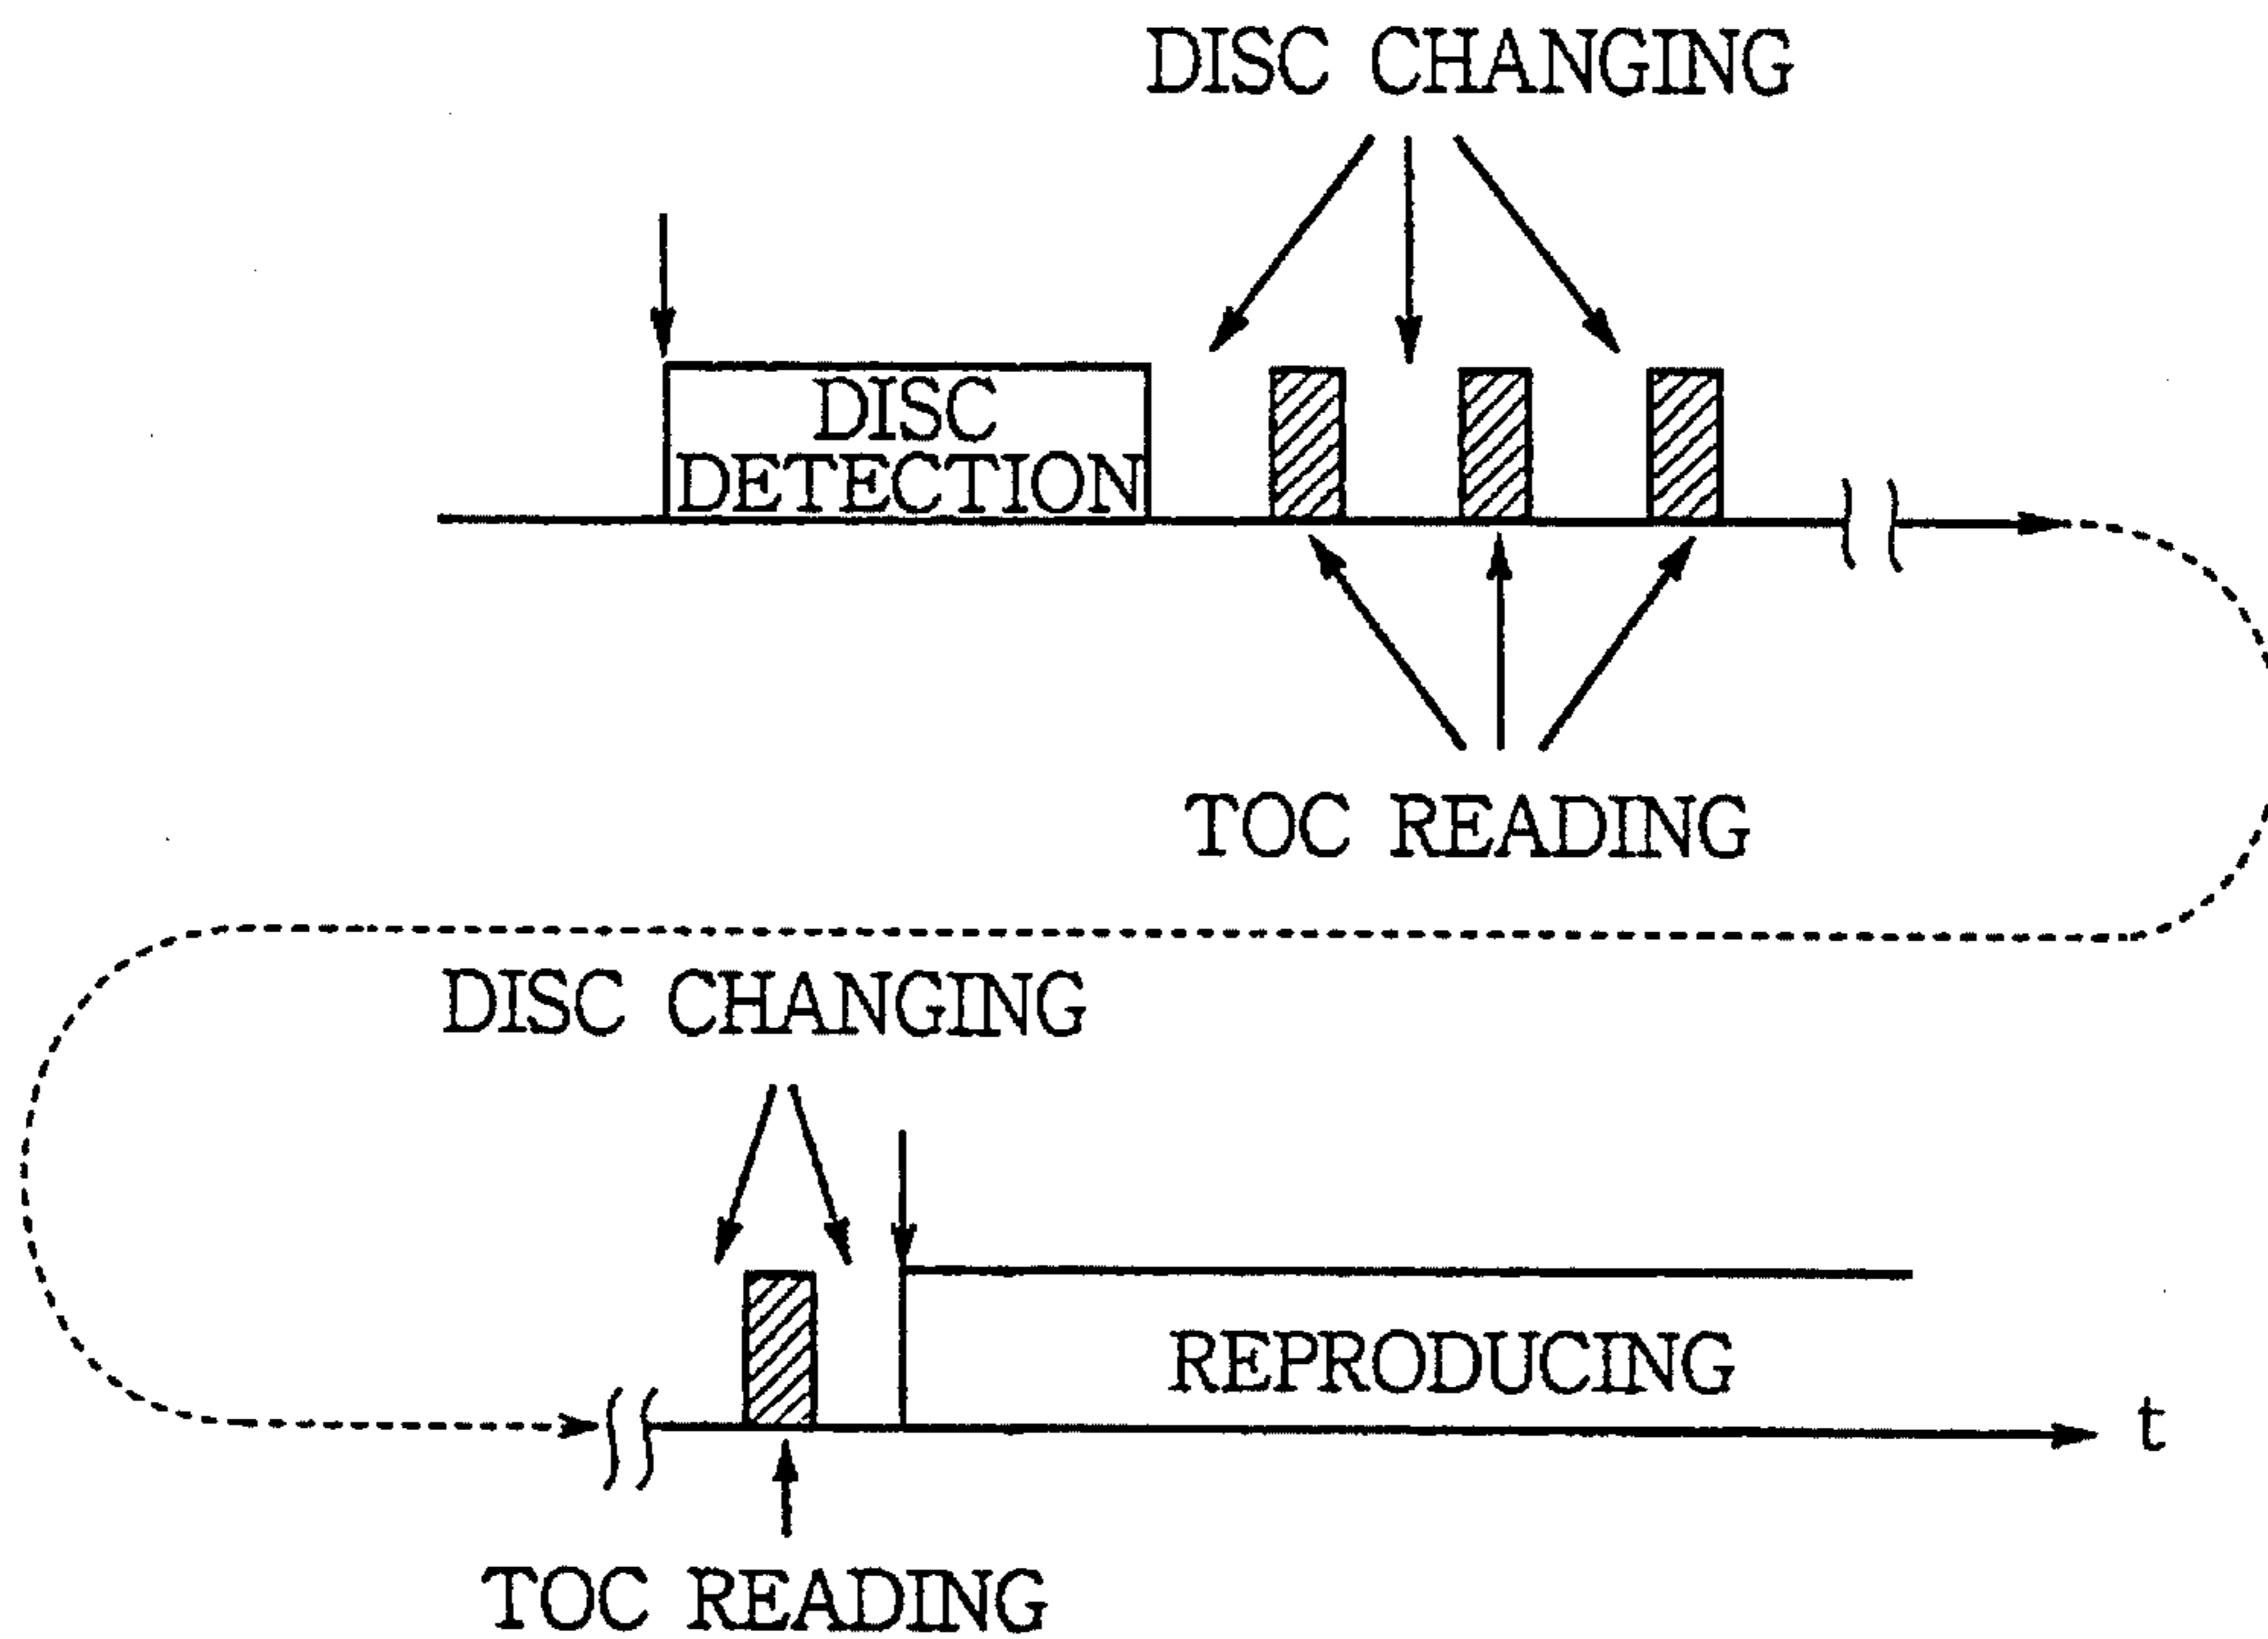 DISC CHANGING
DISC
DETECTION
TOC READING
DISC CHANGING
REPRODUCING
t
TOC READING